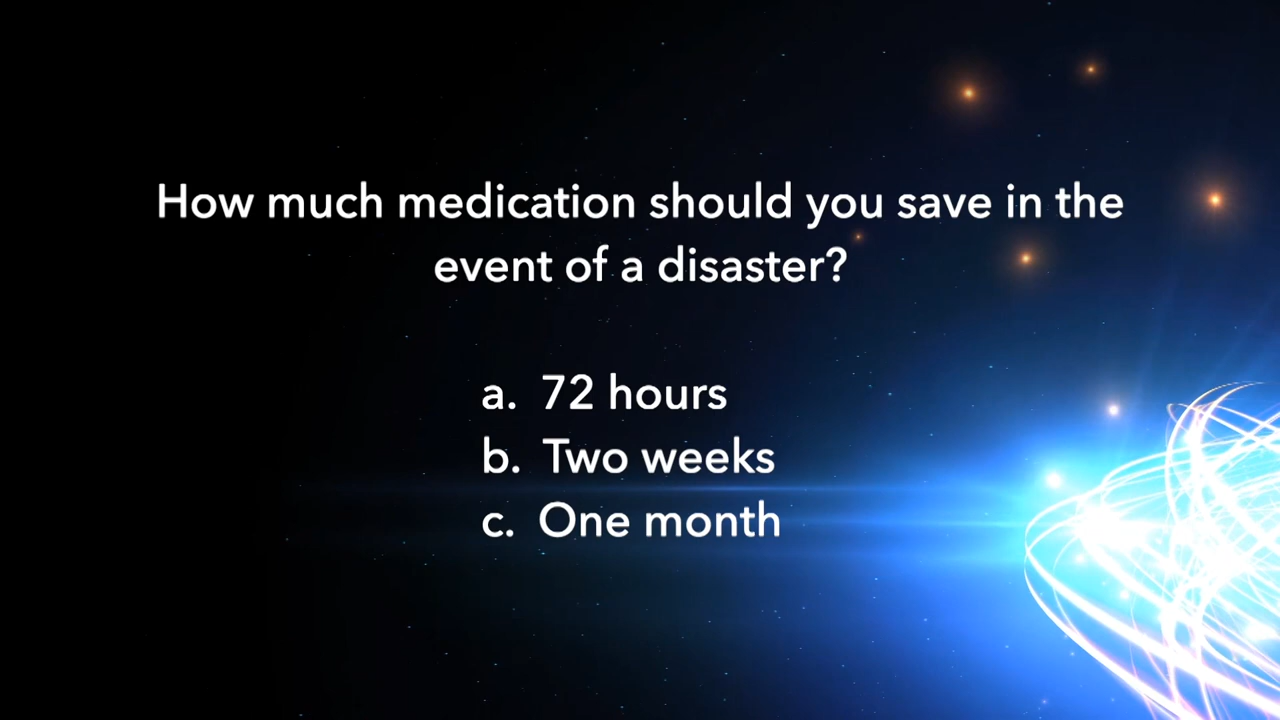 How much medication should you save in the
event of a disaster?
a. 72 hours
b. Two weeks
c. One month